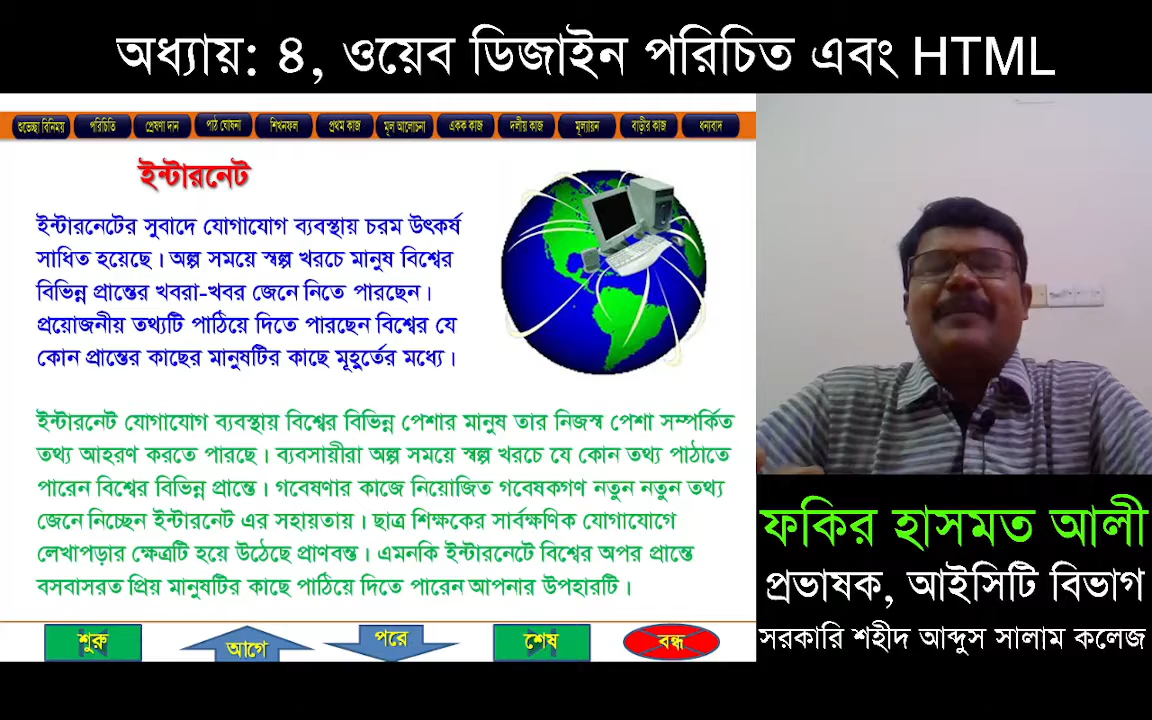 অধ্যায়: ৪, ওয়েব ডিজাইন পরিচিত এবং HTML
শুভেচ্ছা বিনিময় পরিচিতি প্রেষণা দান পাঠ ঘোষনা শিখনফল প্রথম কাজ মূল আলোচনা একক কাজ দলীয় কাজ মূল্যায়ন বাড়ীর কাজ ধন্যবাদ
ইন্টারনেট
ইন্টারনেটের সুবাদে যোগাযোগ ব্যবস্থায় চরম উৎকর্ষ
সাধিত হয়েছে। অল্প সময়ে স্বল্প খরচে মানুষ বিশ্বের
বিভিন্ন প্রান্তের খবরা-খবর জেনে নিতে পারছেন।
প্রয়োজনীয় তথ্যটি পাঠিয়ে দিতে পারছেন বিশ্বের যে
কোন প্রান্তের কাছের মানুষটির কাছে মূহুর্তের মধ্যে।
ইন্টারনেট যোগাযোগ ব্যবস্থায় বিশ্বের বিভিন্ন পেশার মানুষ তার নিজস্ব পেশা সম্পর্কিত
তথ্য আহরণ করতে পারছে। ব্যবসায়ীরা অল্প সময়ে স্বল্প খরচে যে কোন তথ্য পাঠাতে
পারেন বিশ্বের বিভিন্ন প্রান্তে। গবেষণার কাজে নিয়োজিত গবেষকগণ নতুন নতুন তথ্য
জেনে নিচ্ছেন ইন্টারনেট এর সহায়তায়। ছাত্র শিক্ষকের সার্বক্ষণিক যোগাযোগে
লেখাপড়ার ক্ষেত্রটি হয়ে উঠেছে প্রাণবন্ত। এমনকি ইন্টারনেটে বিশ্বের অপর প্রান্তে
বসবাসরত প্রিয় মানুষটির কাছে পাঠিয়ে দিতে পারেন আপনার উপহারটি।
শুরু আগে পরে শেষ বন্ধ
ফকির হাসমত আলী
প্রভাষক, আইসিটি বিভাগ
সরকারি শহীদ আব্দুস সালাম কলেজ